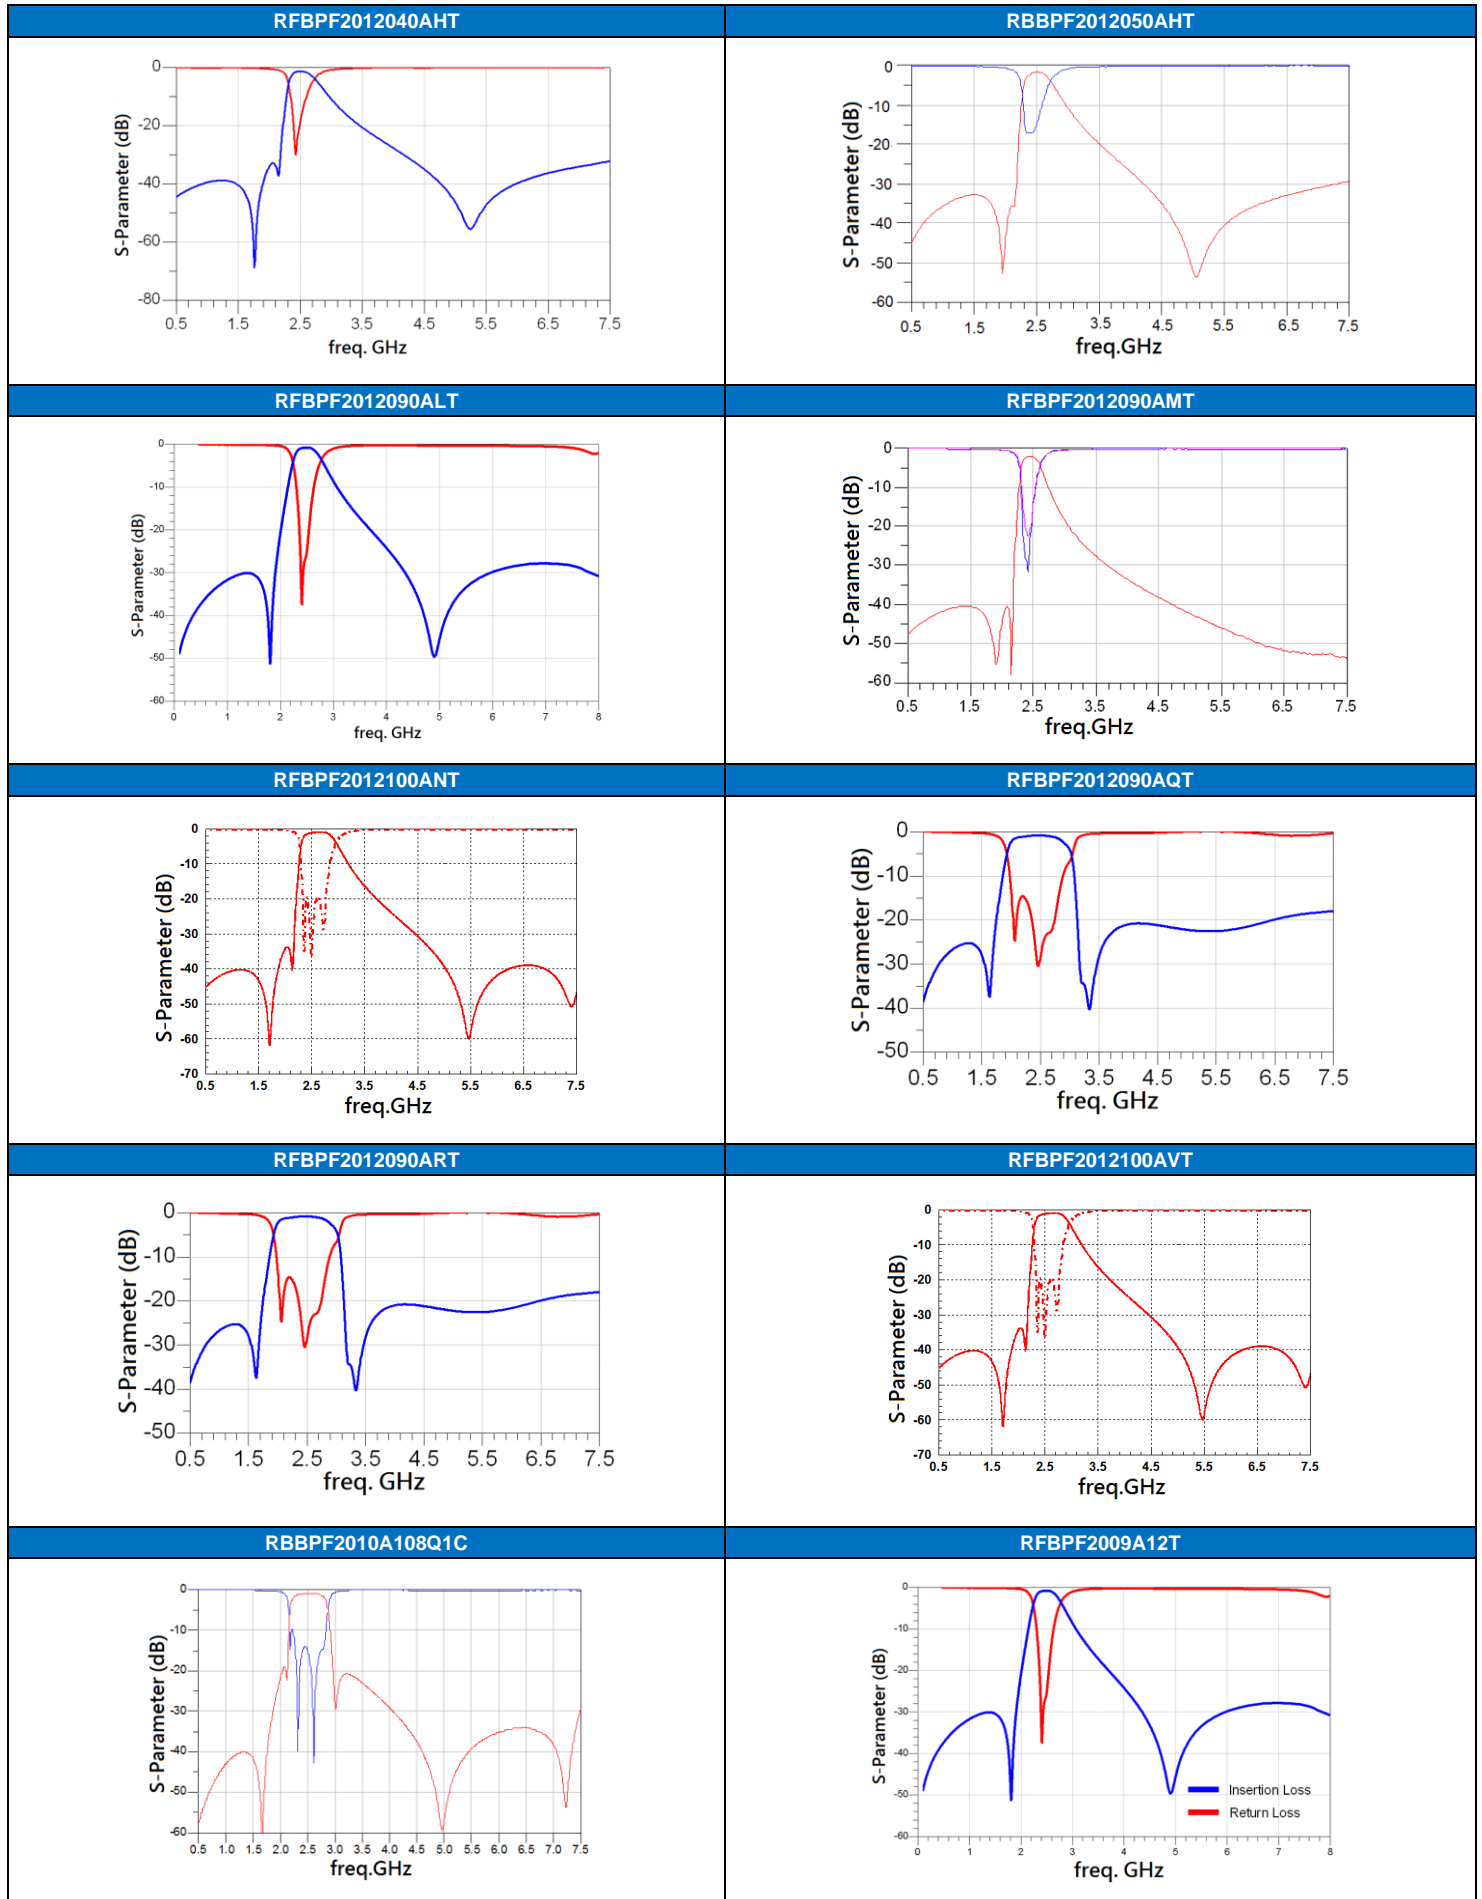 RFBPF2012040AHT
0
-20
-40
-60
-80
S-Parameter (dB)
0.5 1.5 2.5 3.5 4.5 5.5 6.5 7.5
freq. GHz
RBBPF2012050AHT
0
-10
-20
-30
-40
-50
-60
S-Parameter (dB)
0.5 1.5 2.5 3.5 4.5 5.5 6.5 7.5
freq.GHz
RFBPF2012090ALT
0
-10
-20
-30
-40
-50
-60
S-Parameter (dB)
0 1 2 3 4 5 6 7 8
freq. GHz
RFBPF2012090AMT
0
-10
-20
-30
-40
-50
-60
S-Parameter (dB)
0.5 1.5 2.5 3.5 4.5 5.5 6.5 7.5
freq.GHz
RFBPF2012100ANT
0
-10
-20
-30
-40
-50
-60
-70
S-Parameter (dB)
0.5 1.5 2.5 3.5 4.5 5.5 6.5 7.5
freq.GHz
RFBPF2012090AQT
0
-10
-20
-30
-40
-50
S-Parameter (dB)
0.5 1.5 2.5 3.5 4.5 5.5 6.5 7.5
freq. GHz
RFBPF2012090ART
0
-10
-20
-30
-40
-50
S-Parameter (dB)
0.5 1.5 2.5 3.5 4.5 5.5 6.5 7.5
freq. GHz
RFBPF2012100AVT
0
-10
-20
-30
-40
-50
-60
-70
S-Parameter (dB)
0.5 1.5 2.5 3.5 4.5 5.5 6.5 7.5
freq.GHz
RBBPF2010A108Q1C
0
-10
-20
-30
-40
-50
-60
S-Parameter (dB)
0.5 1.0 1.5 2.0 2.5 3.0 3.5 4.0 4.5 5.0 5.5 6.0 6.5 7.0 7.5
freq.GHz
RFBPF2009A12T
0
-10
-20
-30
-40
-50
-60
S-Parameter (dB)
Insertion Loss
Return Loss
0 1 2 3 4 5 6 7 8
freq. GHz